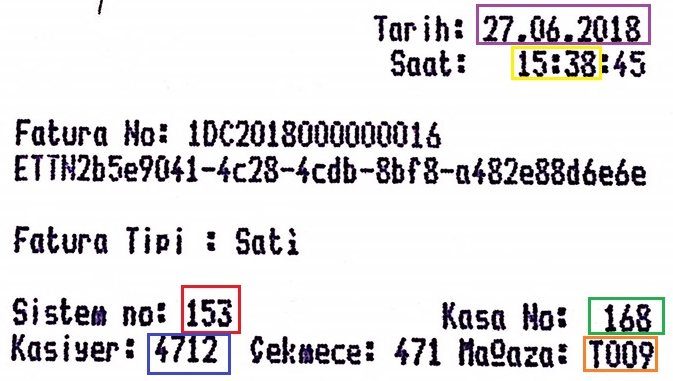 Tarih: 27.06.2018
Saat: 15:38:45
Fatura No: 1DC2018000000016
ETTN2b5e9041-4c28-4cdb-8bf8-a482e88d6e6e
Fatura Tipi : Sati
Sistem no: 153 Kasa No: 168
Kasiyer: 4712 Çekmece: 471 MaOaza: T009